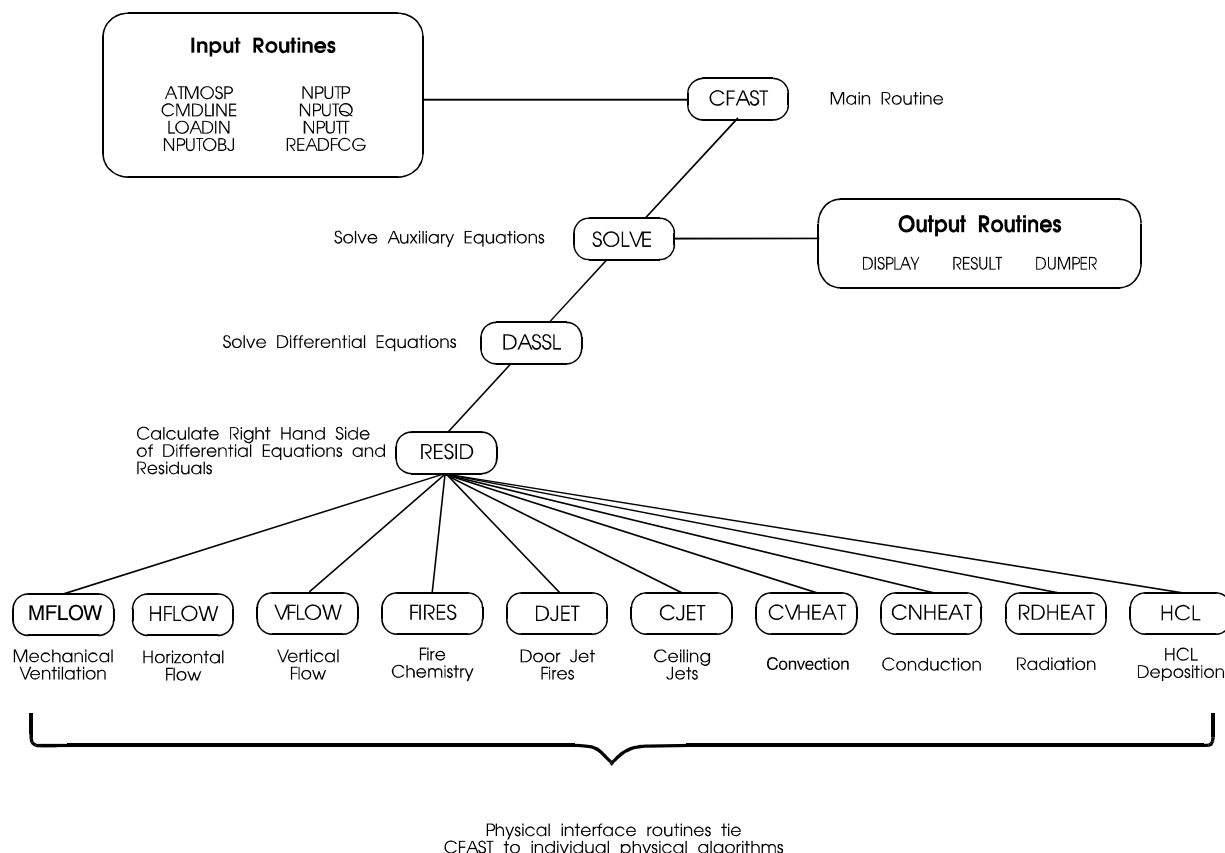 Input Routines
ATMOSP NPUTP
CMDLINE NPUTQ
LOADIN NPUTT
NPUTOBJ READFCG
CFAST
Main Routine
Solve Auxiliary Equations
SOLVE
Output Routines
DISPLAY RESULT DUMPER
Solve Differential Equations
DASSL
Calculate Right Hand Side
of Differential Equations and
Residuals
RESID
MFLOW
HFLOW
VFLOW
FIRES
DJET
CJET
CVHEAT
CNHEAT
RDHEAT
HCL
Mechanical
Ventilation
Horizontal
Flow
Vertical
Flow
Fire
Chemistry
Door Jet
Fires
Ceiling
Jets
Convection
Conduction
Radiation
HCL
Deposition
Physical interface routines tie
CFAST to individual physical algorithms